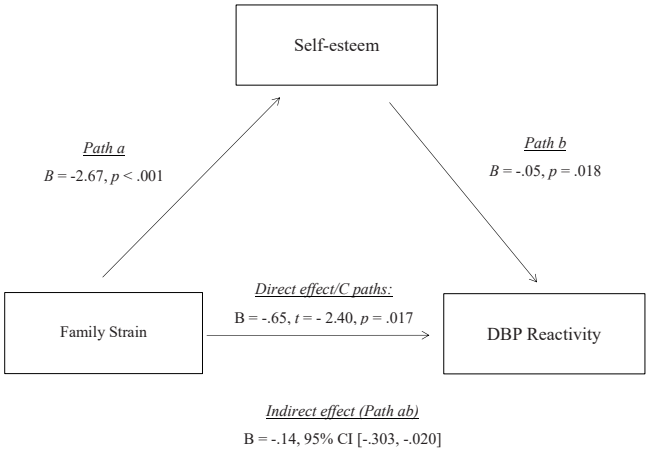 Self-esteem
Path a
B = -2.67, p < .001
Path b
B = -.05, p = .018
Direct effect/C paths:
B = -.65, t = - 2.40, p = .017
Family Strain
DBP Reactivity
Indirect effect (Path ab)
B = -.14, 95% CI [-.303, -.020]